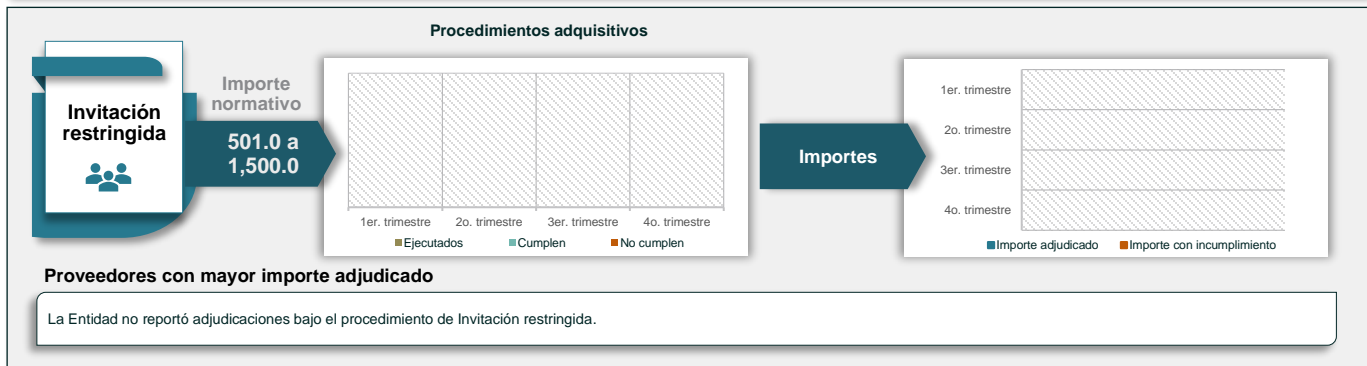 Procedimientos adquisitivos
Invitación
restringida
Importe
normativo
501.0 a
1,500.0
1er. trimestre
2o. trimestre
3er. trimestre
4o. trimestre
Ejecutados
Cumplen
No cumplen
Importes
1er. trimestre
2o. trimestre
3er. trimestre
4o. trimestre
Importe adjudicado
Importe con incumplimiento
Proveedores con mayor importe adjudicado
La Entidad no reportó adjudicaciones bajo el procedimiento de Invitación restringida.